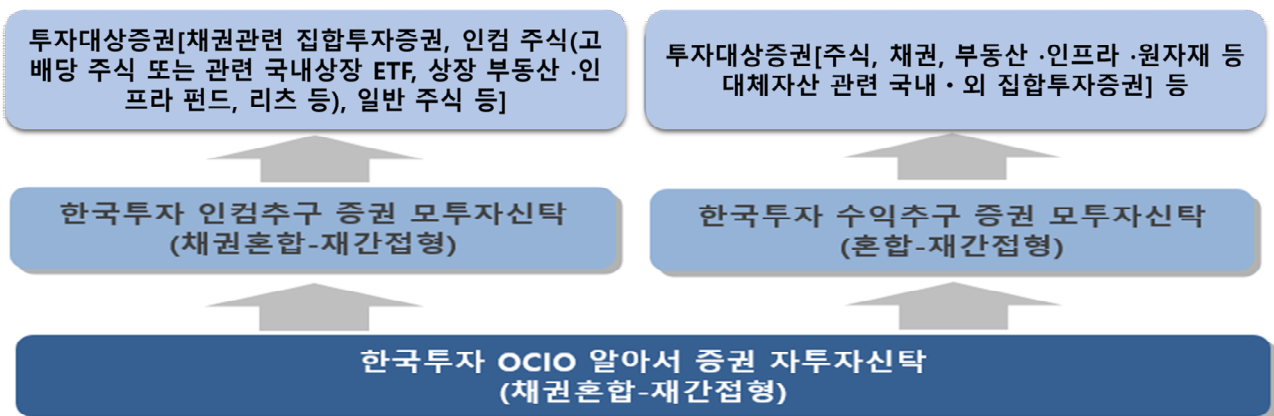 투자대상증권[채권관련 집합투자증권, 인컴 주식(고
배당 주식 또는 관련 국내상장 ETF, 상장 부동산 ·인
프라 펀드, 리츠 등), 일반 주식 등]
투자대상증권[주식, 채권, 부동산 ·인프라 ·원자재 등
대체자산 관련 국내・외 집합투자증권] 등
한국투자 인컴추구 증권 모투자신탁
(채권혼합-재간접형)
한국투자 수익추구 증권 모투자신탁
(혼합-재간접형)
한국투자 OCIO 알아서 증권 자투자신탁
(채권혼합-재간접형)